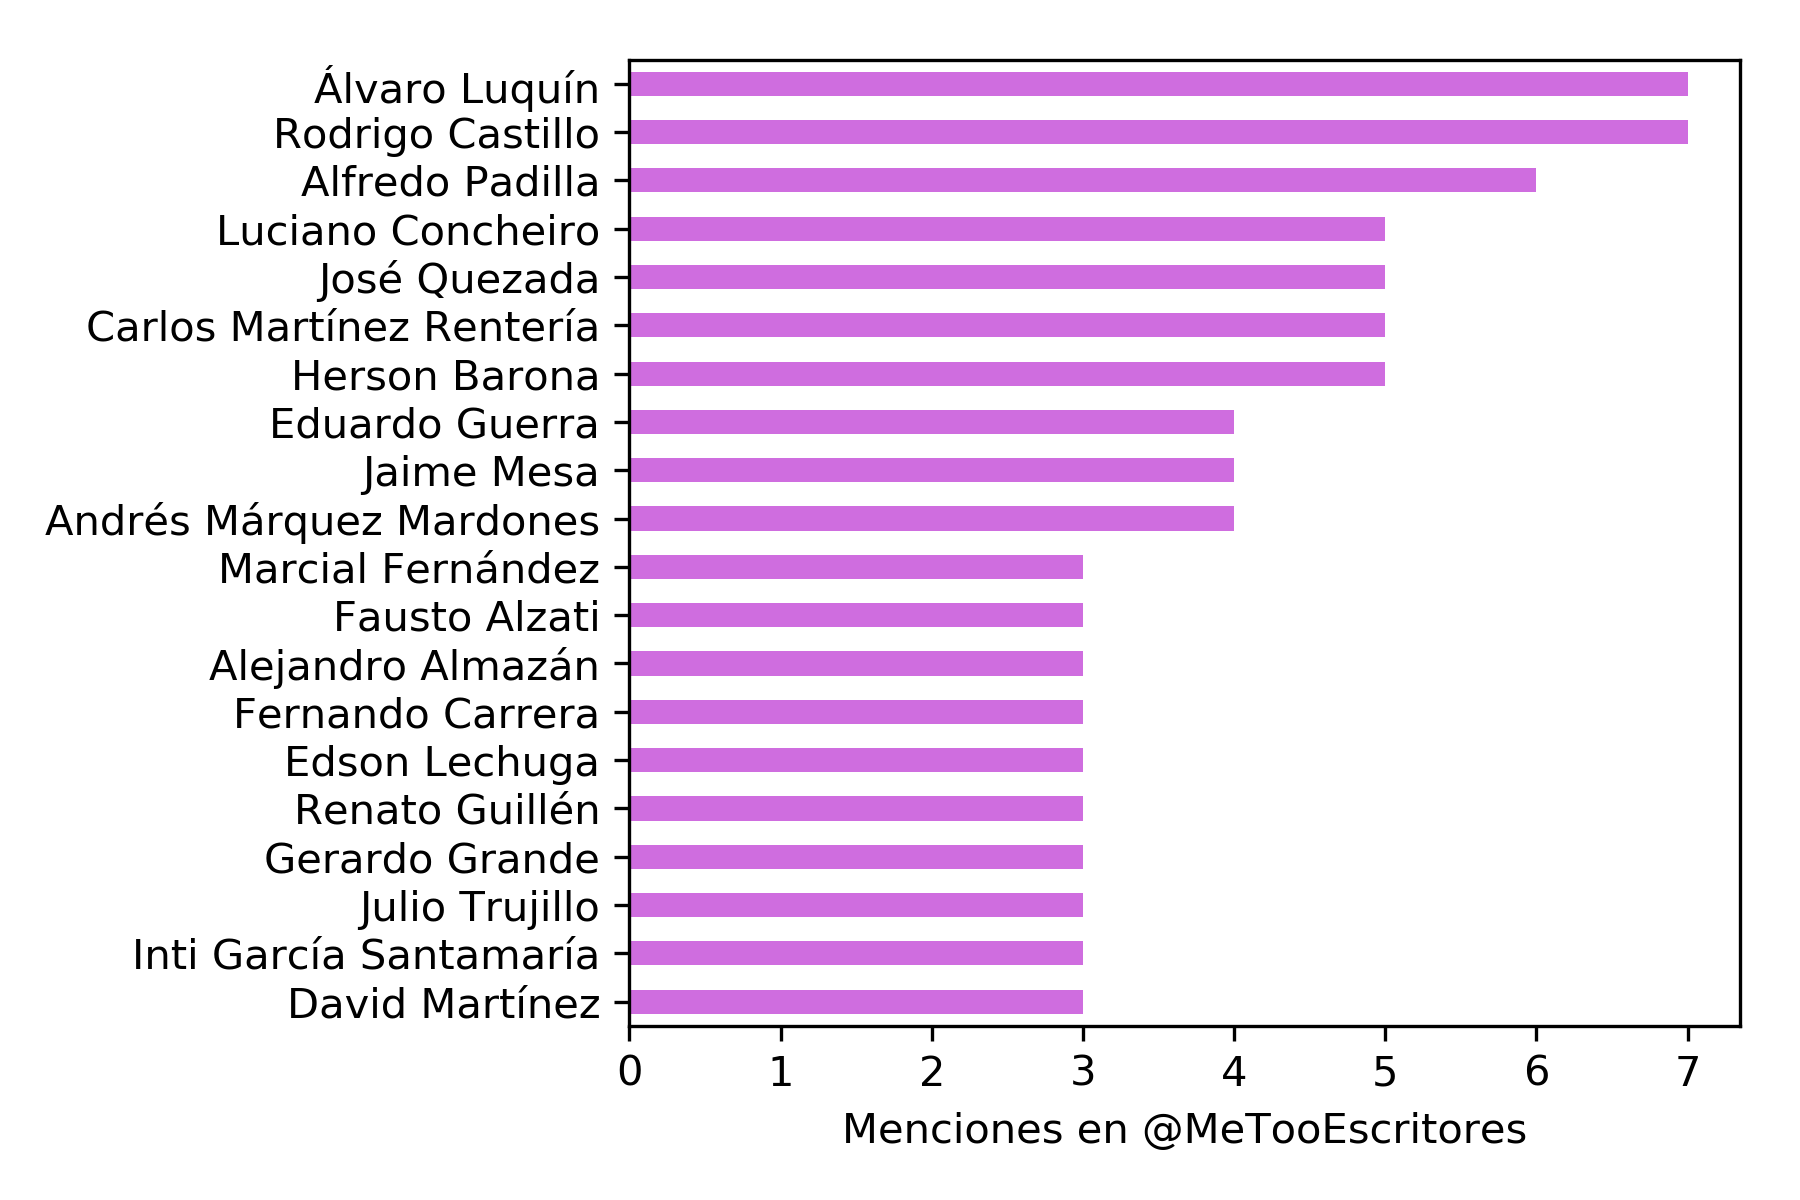 Álvaro Luquín
Rodrigo Castillo
Alfredo Padilla
Luciano Concheiro
José Quezada
Carlos Martínez Rentería
Herson Barona
Eduardo Guerra
Jaime Mesa
Andrés Márquez Mardones
Marcial Fernández
Fausto Alzati
Alejandro Almazán
Fernando Carrera
Edson Lechuga
Renato Guillén
Gerardo Grande
Julio Trujillo
Inti García Santamaría
David Martínez
0 1 2 3 4 5 6 7
Menciones en @MeTooEscritores